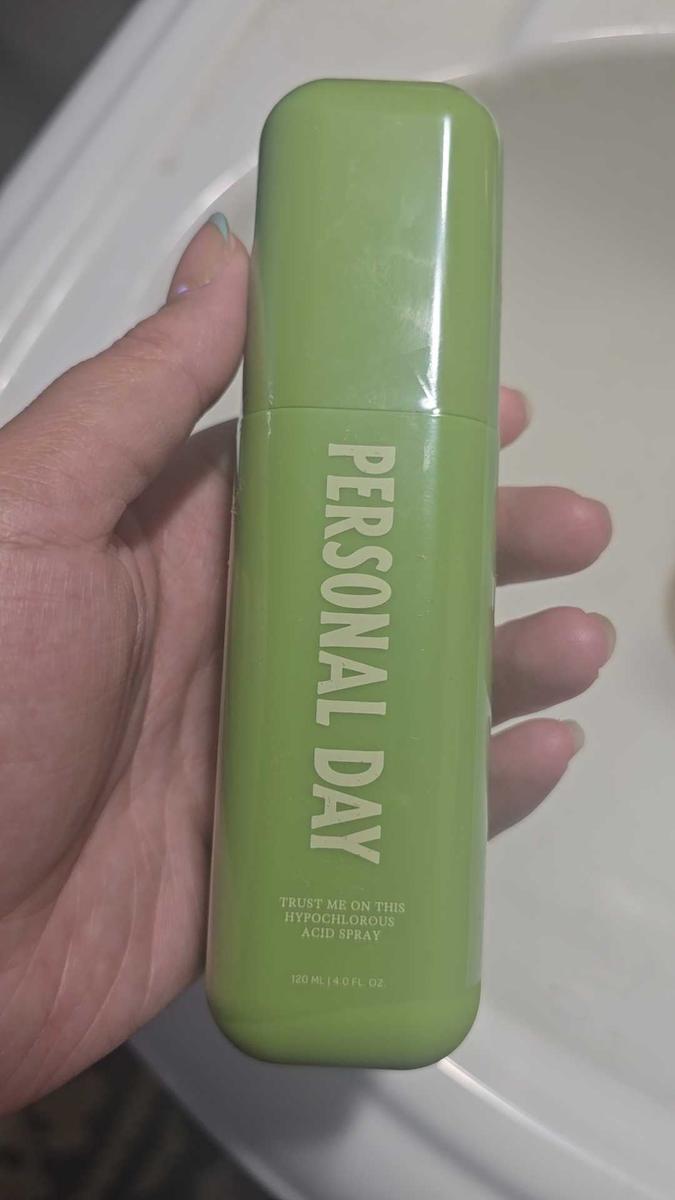 PERSONAL DAY
TRUST ME ON THIS
HYPOCHLOROUS
ACID SPRAY
120 ML | 4.0 FL. OZ.